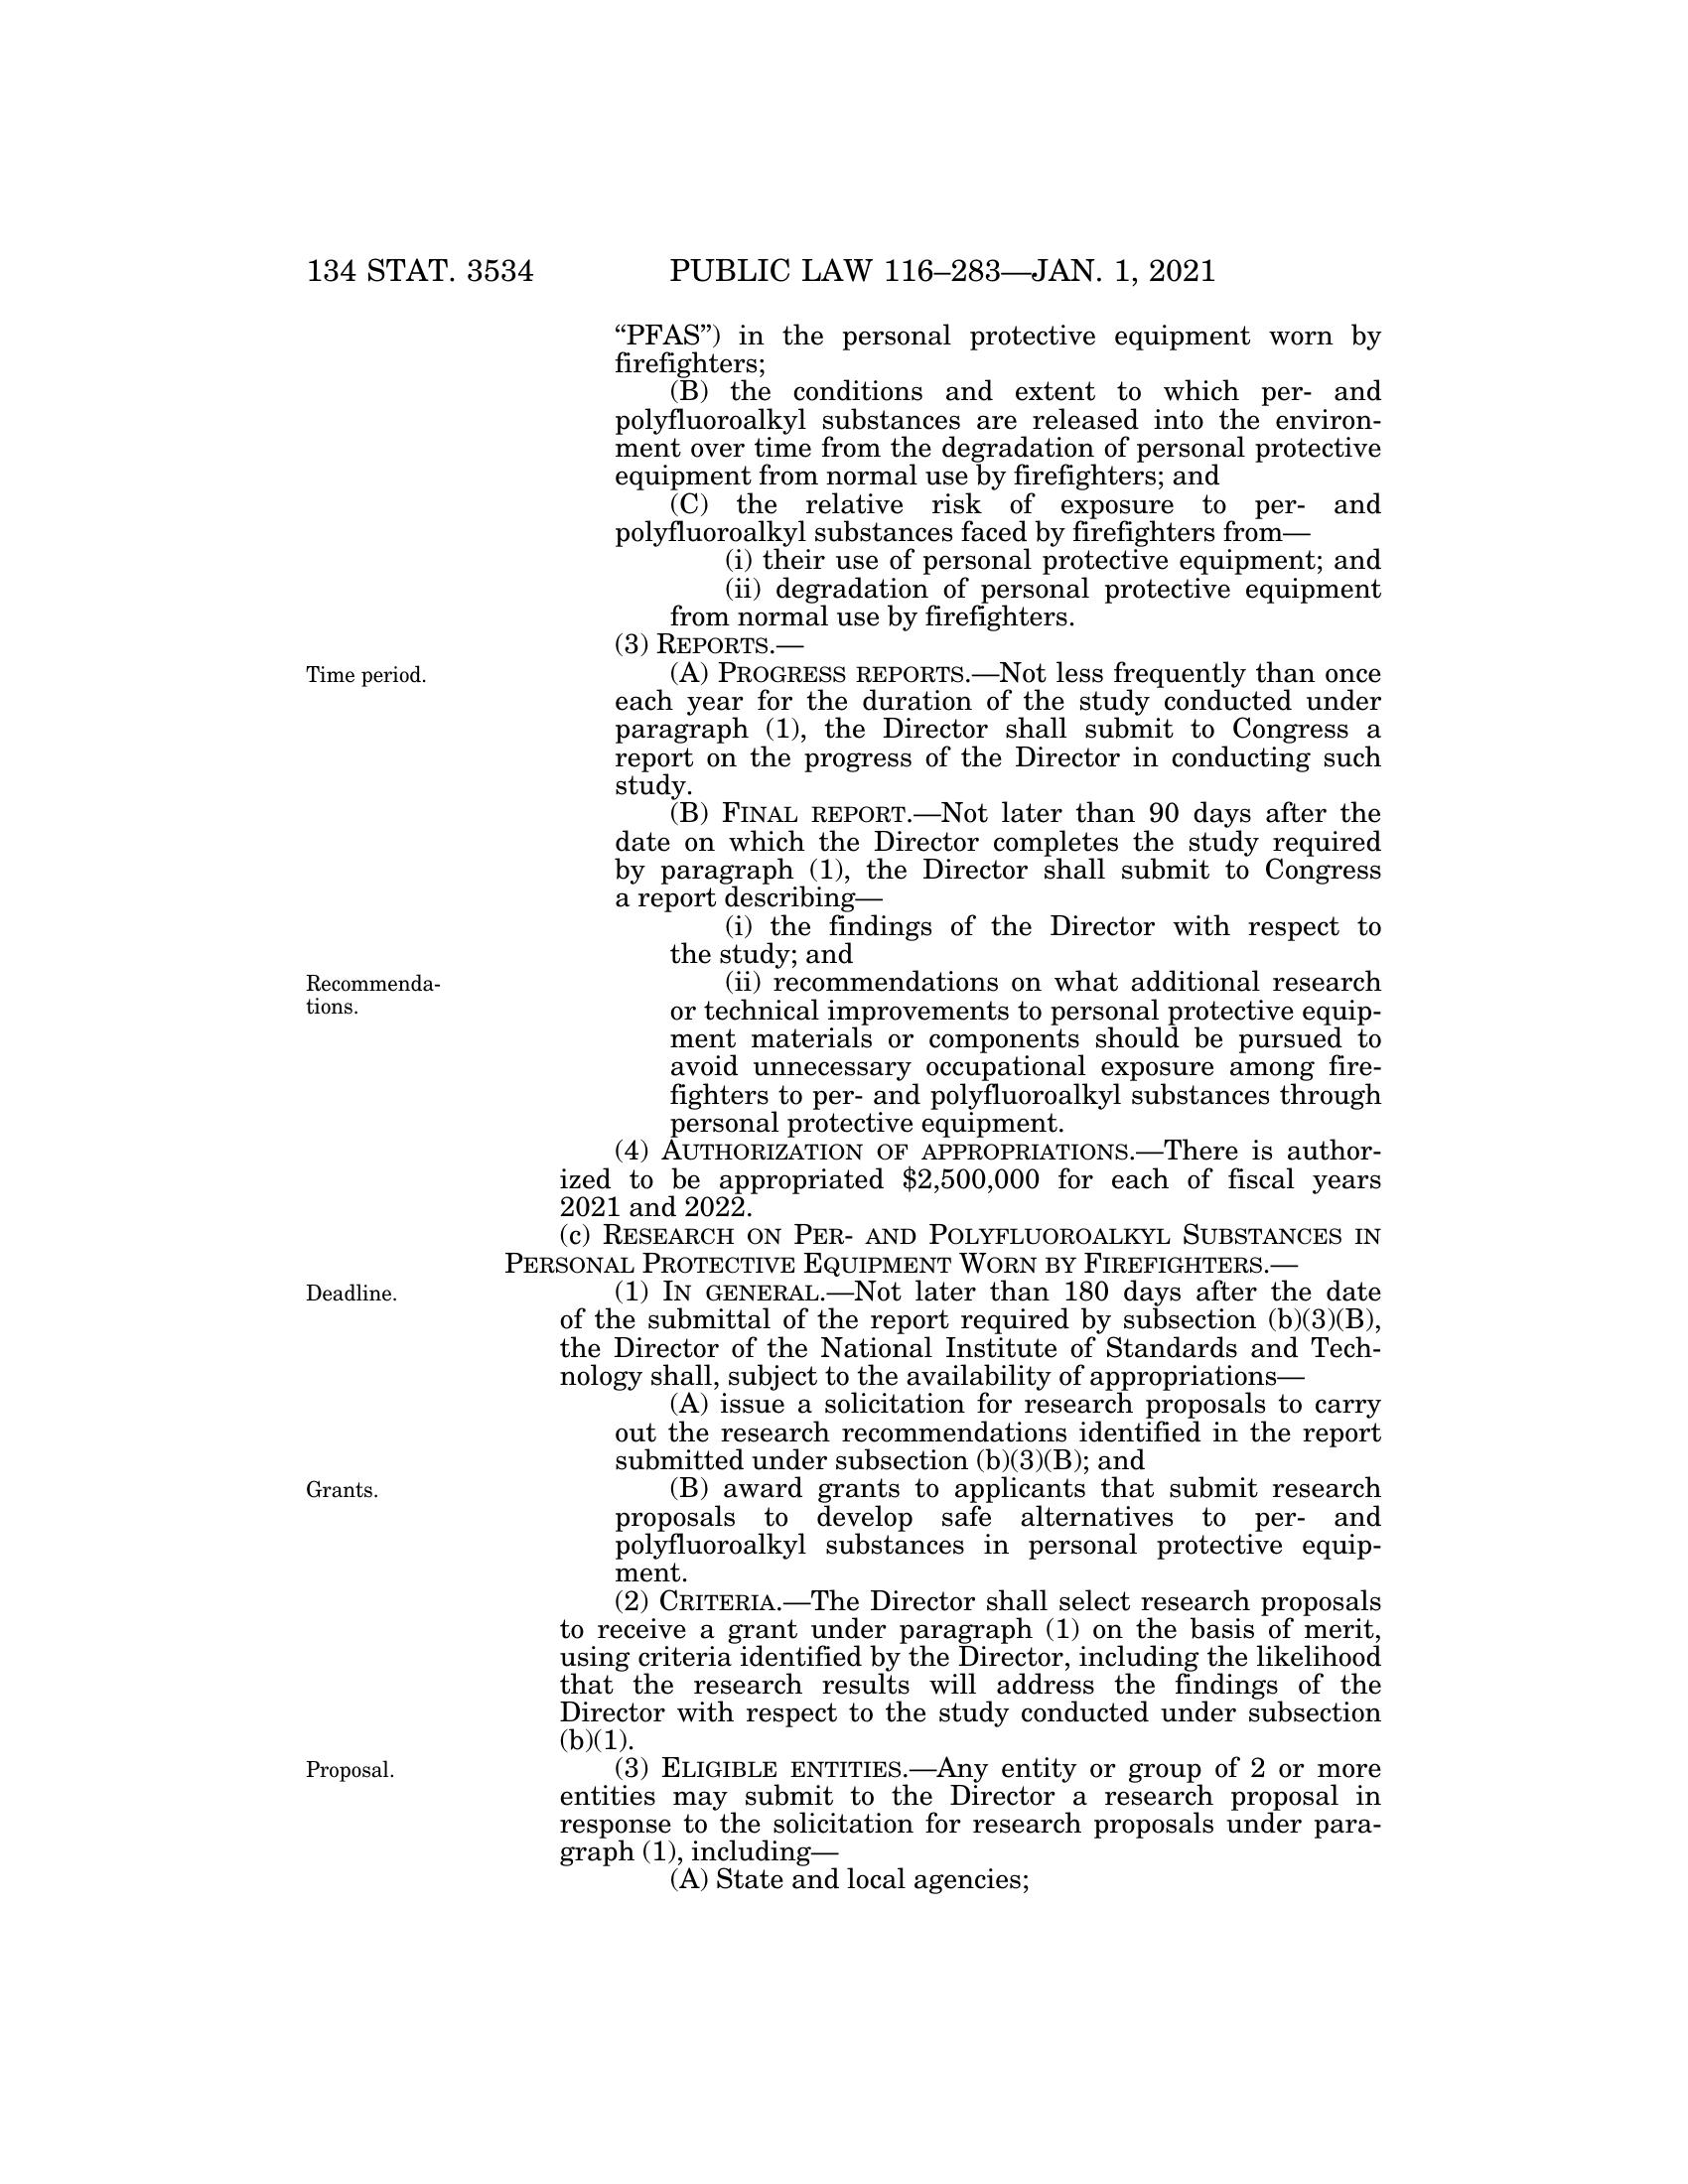 134 STAT. 3534 PUBLIC LAW 116–283—JAN. 1, 2021
“PFAS”) in the personal protective equipment worn by
firefighters;
(B) the conditions and extent to which per- and
polyfluoroalkyl substances are released into the environ-
ment over time from the degradation of personal protective
equipment from normal use by firefighters; and
(C) the relative risk of exposure to per- and
polyfluoroalkyl substances faced by firefighters from—
(i) their use of personal protective equipment; and
(ii) degradation of personal protective equipment
from normal use by firefighters.
(3) REPORTS.—
Time period.
(A) PROGRESS REPORTS.—Not less frequently than once
each year for the duration of the study conducted under
paragraph (1), the Director shall submit to Congress a
report on the progress of the Director in conducting such
study.
(B) FINAL REPORT.—Not later than 90 days after the
date on which the Director completes the study required
by paragraph (1), the Director shall submit to Congress
a report describing—
(i) the findings of the Director with respect to
the study; and
Recommenda-
tions.
(ii) recommendations on what additional research
or technical improvements to personal protective equip-
ment materials or components should be pursued to
avoid unnecessary occupational exposure among fire-
fighters to per- and polyfluoroalkyl substances through
personal protective equipment.
(4) AUTHORIZATION OF APPROPRIATIONS.—There is author-
ized to be appropriated $2,500,000 for each of fiscal years
2021 and 2022.
(c) RESEARCH ON PER- AND POLYFLUOROALKYL SUBSTANCES IN
PERSONAL PROTECTIVE EQUIPMENT WORN BY FIREFIGHTERS.—
Deadline.
(1) IN GENERAL.—Not later than 180 days after the date
of the submittal of the report required by subsection (b)(3)(B),
the Director of the National Institute of Standards and Tech-
nology shall, subject to the availability of appropriations—
(A) issue a solicitation for research proposals to carry
out the research recommendations identified in the report
submitted under subsection (b)(3)(B); and
Grants.
(B) award grants to applicants that submit research
proposals to develop safe alternatives to per- and
polyfluoroalkyl substances in personal protective equip-
ment.
(2) CRITERIA.—The Director shall select research proposals
to receive a grant under paragraph (1) on the basis of merit,
using criteria identified by the Director, including the likelihood
that the research results will address the findings of the
Director with respect to the study conducted under subsection
(b)(1).
Proposal.
(3) ELIGIBLE ENTITIES.—Any entity or group of 2 or more
entities may submit to the Director a research proposal in
response to the solicitation for research proposals under para-
graph (1), including—
(A) State and local agencies;